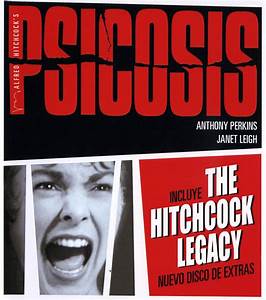 ALFRED HITCHCOCK'S
PSICOSIS
ANTHONY PERKINS
JANET LEIGH
INCLUYE
THE
HITCHCOCK
LEGACY
NUEVO DISCO DE EXTRAS